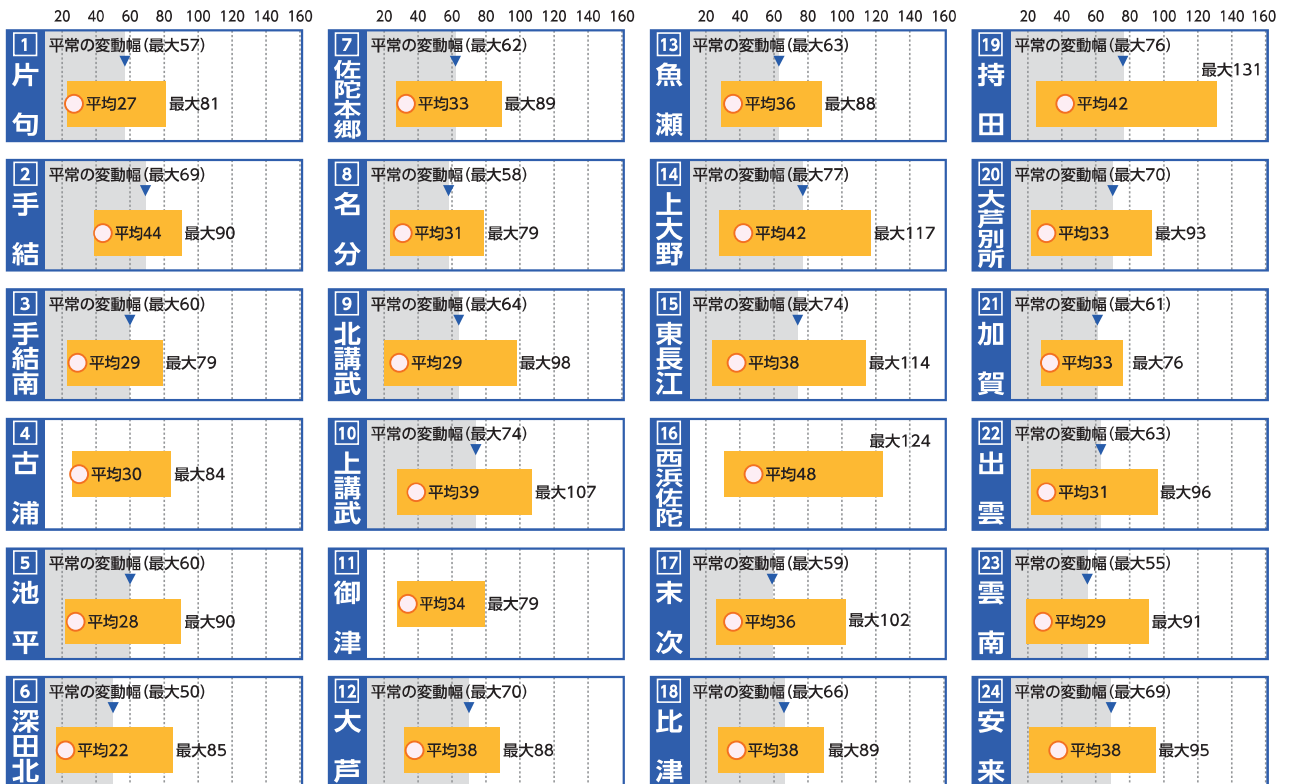 20 40 60 80 100 120 140 160
1
片句
平常の変動幅(最大57)
平均27
最大81
2
手結
平常の変動幅(最大69)
平均44
最大90
3
手結南
平常の変動幅(最大60)
平均29
最大79
4
古浦
平均30
最大84
5
池平
平常の変動幅(最大60)
平均28
最大90
6
深田北
平常の変動幅(最大50)
平均22
最大85
20 40 60 80 100 120 140 160
7
佐陀本郷
平常の変動幅(最大62)
平均33
最大89
8
名分
平常の変動幅(最大58)
平均31
最大79
9
北講武
平常の変動幅(最大64)
平均29
最大98
10
上講武
平常の変動幅(最大74)
平均39
最大107
11
御津
平均34
最大79
12
大芦
平常の変動幅(最大70)
平均38
最大88
20 40 60 80 100 120 140 160
13
魚瀬
平常の変動幅(最大63)
平均36
最大88
14
上大野
平常の変動幅(最大77)
平均42
最大117
15
東長江
平常の変動幅(最大74)
平均38
最大114
16
西浜佐陀
最大124
平均48
17
末次
平常の変動幅(最大59)
平均36
最大102
18
比津
平常の変動幅(最大66)
平均38
最大89
20 40 60 80 100 120 140 160
19
持田
平常の変動幅(最大76)
最大131
平均42
20
大芦別所
平常の変動幅(最大70)
平均33
最大93
21
加賀
平常の変動幅(最大61)
平均33
最大76
22
出雲
平常の変動幅(最大63)
平均31
最大96
23
雲南
平常の変動幅(最大55)
平均29
最大91
24
安来
平常の変動幅(最大69)
平均38
最大95